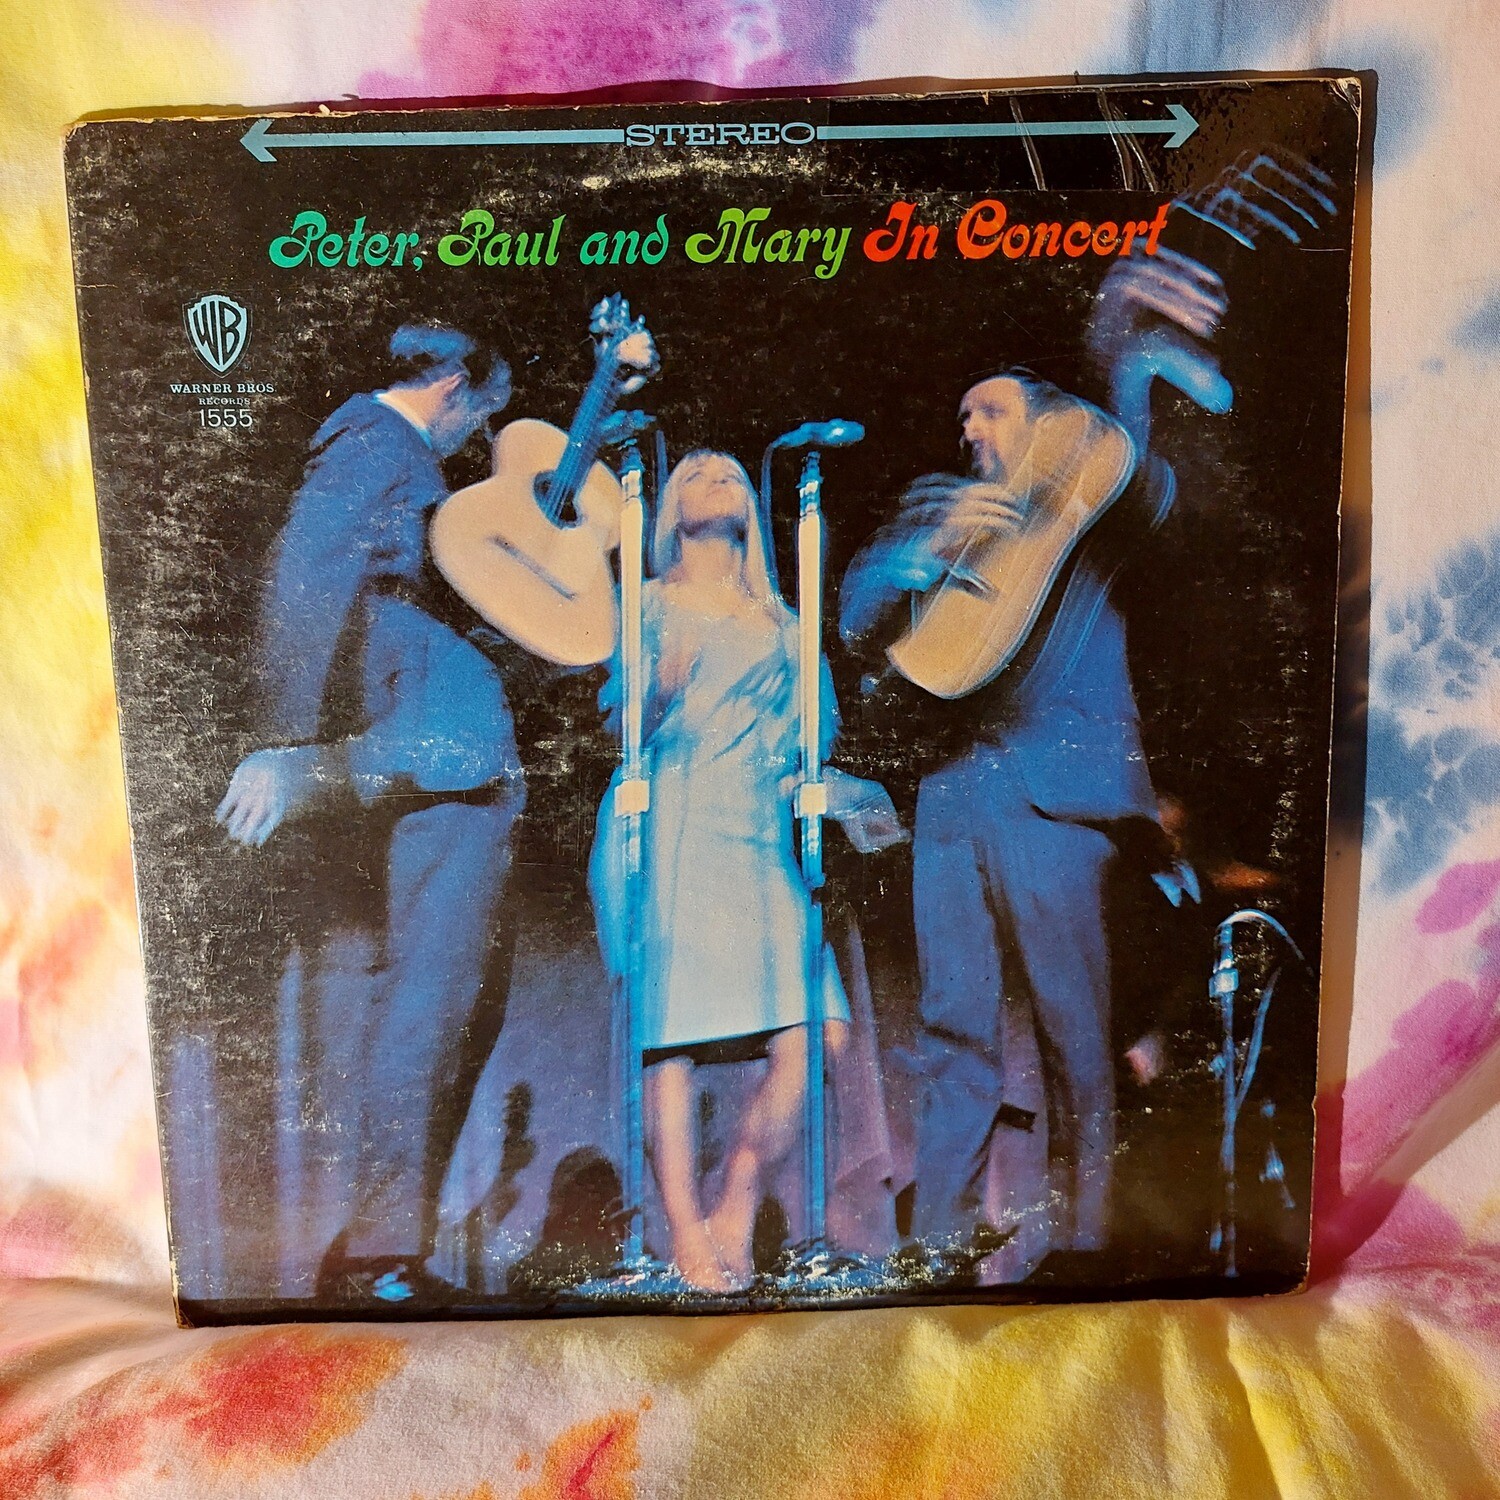 STEREO
Peter, Paul and Mary In Concert
WB
WARNER BROS.
RECORDS
1555